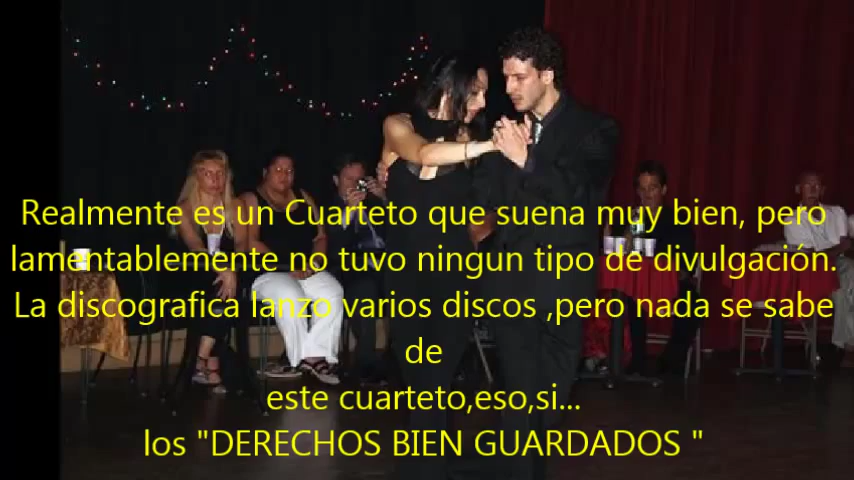 Realmente es un Cuarteto que suena muy bien, pero
lamentablemente no tuvo ningun tipo de divulgación.
La discografica lanzo varios discos ,pero nada se sabe
de
este cuarteto,eso,si...
los "DERECHOS BIEN GUARDADOS "